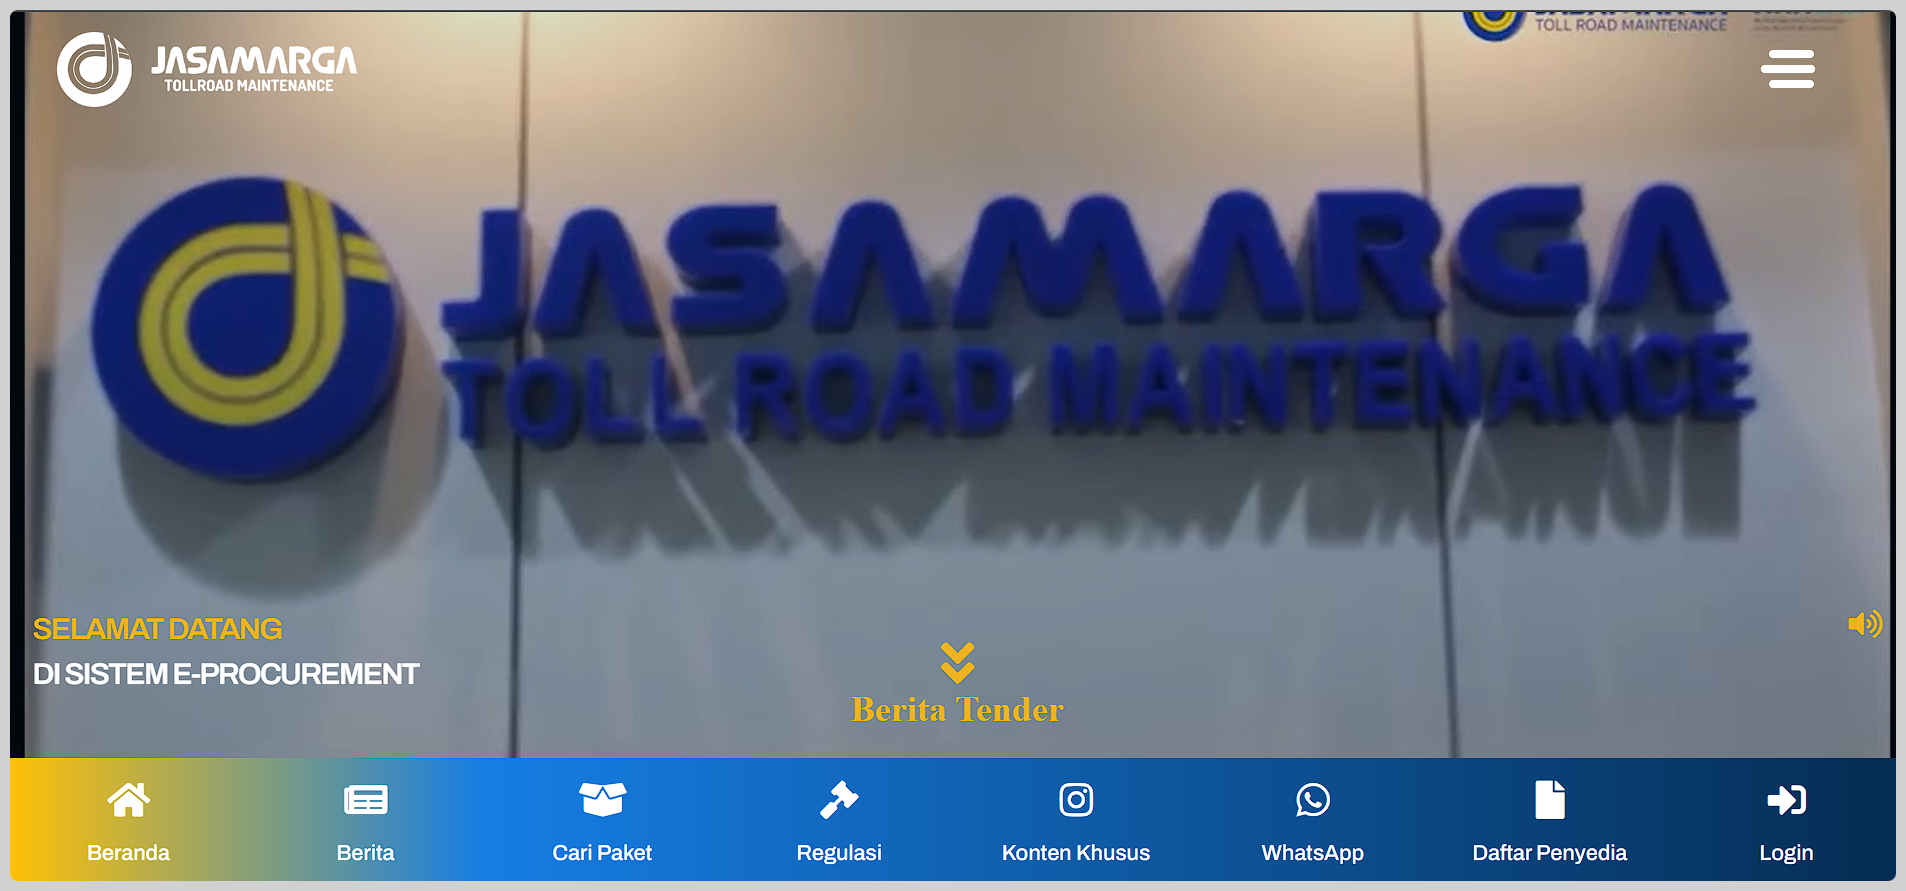 TOLL ROAD MAINTENANCE
JASAMARGA
TOLLROAD MAINTENANCE
JASAMARGA
TOLL ROAD MAINTENANCE
SELAMAT DATANG
DI SISTEM E-PROCUREMENT
Berita Tender
Beranda
Berita
Cari Paket
Regulasi
Konten Khusus
WhatsApp
Daftar Penyedia
Login